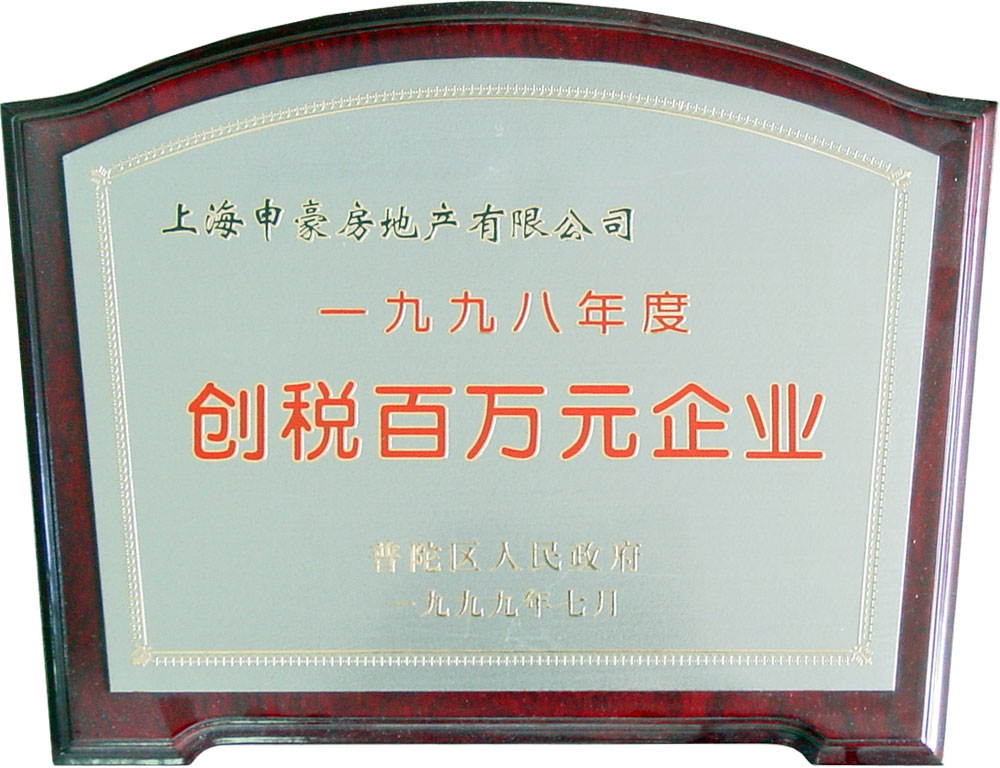 上海申豪房地产有限公司
一九九八年度
创税百万元企业
普陀区人民政府
一九九九年七月